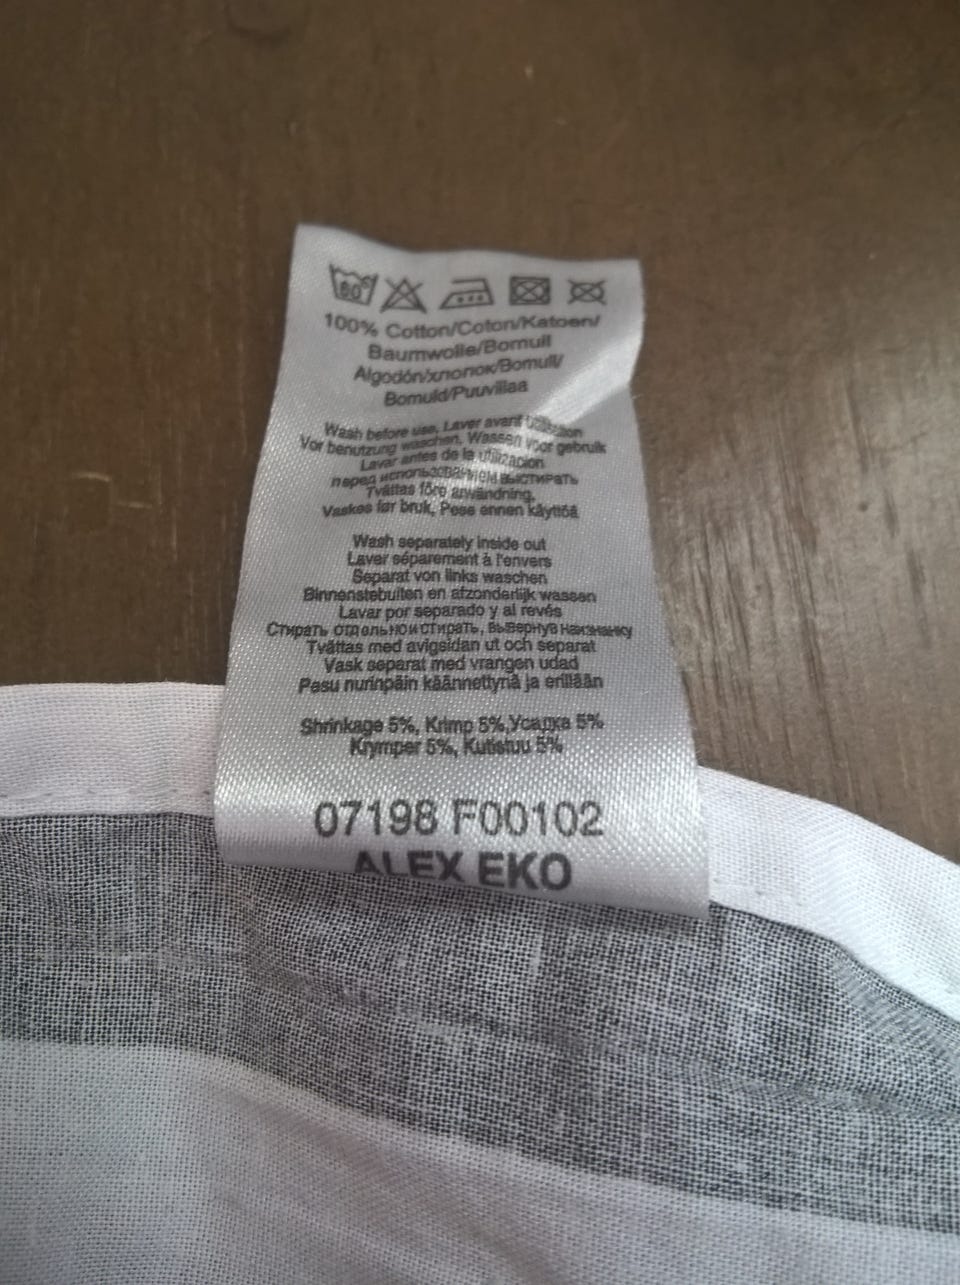 60°
100% Cotton/Coton/Katoen/
Baumwolle/Bomull
Algodón/хлопок/Bomull/
Bomuld/Puuvillaa
Wash before use, Laver avant utilisation
Vor benutzung waschen, Wassen voor gebruik
Lavar antes de la utilizacion
перед использованием выстирать
Tvättas före användning,
Vaskes før bruk, Pese ennen käyttöä
Wash separately inside out
Laver séparement à l'envers
Separat von links waschen
Binnenstebuiten en afzonderlijk wassen
Lavar por separado y al revés
Стирать отдельно и стирать, вывернув наизнанку
Tvättas med avigsidan ut och separat
Vask separat med vrangen udad
Pesu nurinpäin käännettynä ja erillään
Shrinkage 5%, Krimp 5%,Усадка 5%
Krymper 5%, Kutistuu 5%
07198 F00102
ALEX EKO